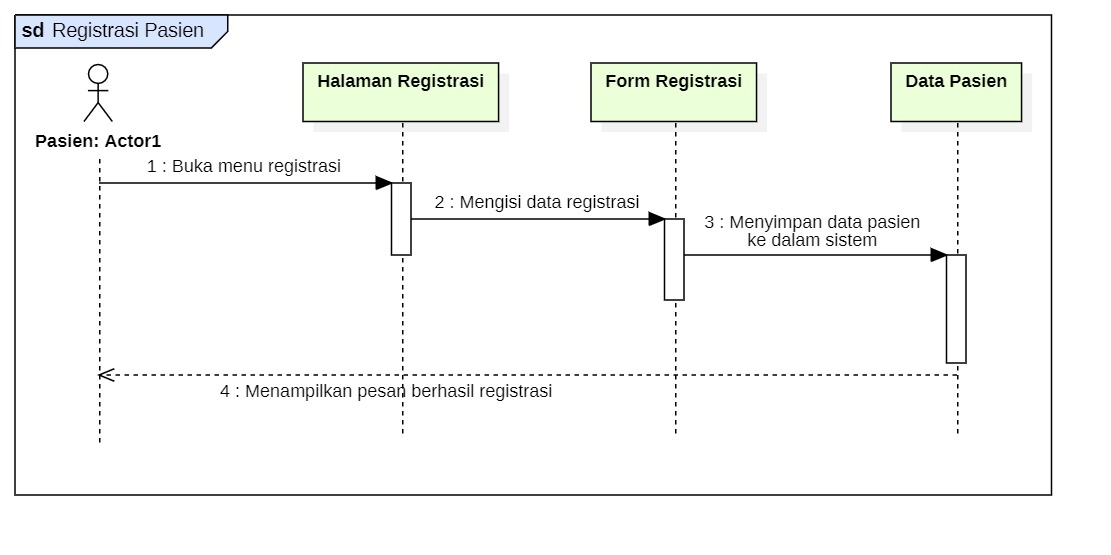 sd Registrasi Pasien
Halaman Registrasi
Form Registrasi
Data Pasien
Pasien: Actor1
1 : Buka menu registrasi
2 : Mengisi data registrasi
3 : Menyimpan data pasien
ke dalam sistem
4 : Menampilkan pesan berhasil registrasi